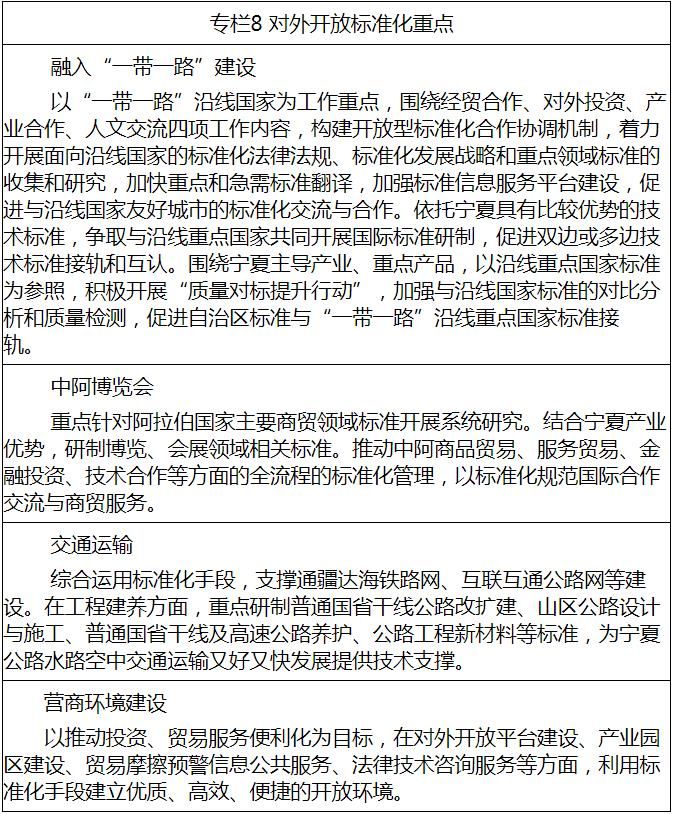 专栏8 对外开放标准化重点
融入“一带一路”建设
以“一带一路”沿线国家为工作重点，围绕经贸合作、对外投资、产
业合作、人文交流四项工作内容，构建开放型标准化合作协调机制，着力
开展面向沿线国家的标准化法律法规、标准化发展战略和重点领域标准的
收集和研究，加快重点和急需标准翻译，加强标准信息服务平台建设，促
进与沿线国家友好城市的标准化交流与合作。依托宁夏具有比较优势的技
术标准，争取与沿线重点国家共同开展国际标准研制，促进双边或多边技
术标准接轨和互认。围绕宁夏主导产业、重点产品，以沿线重点国家标准
为参照，积极开展“质量对标提升行动”，加强与沿线国家标准的对比分
析和质量检测，促进自治区标准与“一带一路”沿线重点国家标准接
轨。
中阿博览会
重点针对阿拉伯国家主要商贸领域标准开展系统研究。结合宁夏产业
优势，研制博览、会展领域相关标准。推动中阿商品贸易、服务贸易、金
融投资、技术合作等方面的全流程的标准化管理，以标准化规范国际合作
交流与商贸服务。
交通运输
综合运用标准化手段，支撑通疆达海铁路网、互联互通公路网等建
设。在工程建养方面，重点研制普通国省干线公路改扩建、山区公路设计
与施工、普通国省干线及高速公路养护、公路工程新材料等标准，为宁夏
公路水路空中交通运输又好又快发展提供技术支撑。
营商环境建设
以推动投资、贸易服务便利化为目标，在对外开放平台建设、产业园
区建设、贸易摩擦预警信息公共服务、法律技术咨询服务等方面，利用标
准化手段建立优质、高效、便捷的开放环境。